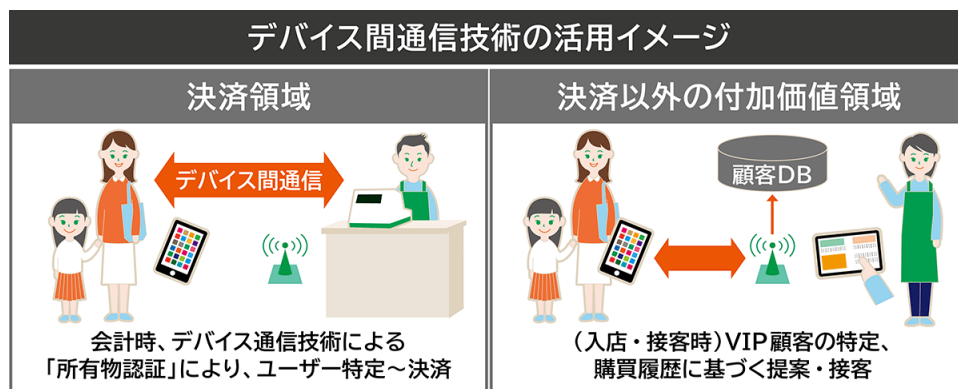 デバイス間通信技術の活用イメージ
決済領域
デバイス間通信
会計時、デバイス通信技術による
「所有物認証」により、ユーザー特定～決済
決済以外の付加価値領域
顧客DB
（入店・接客時）VIP顧客の特定、
購買履歴に基づく提案・接客